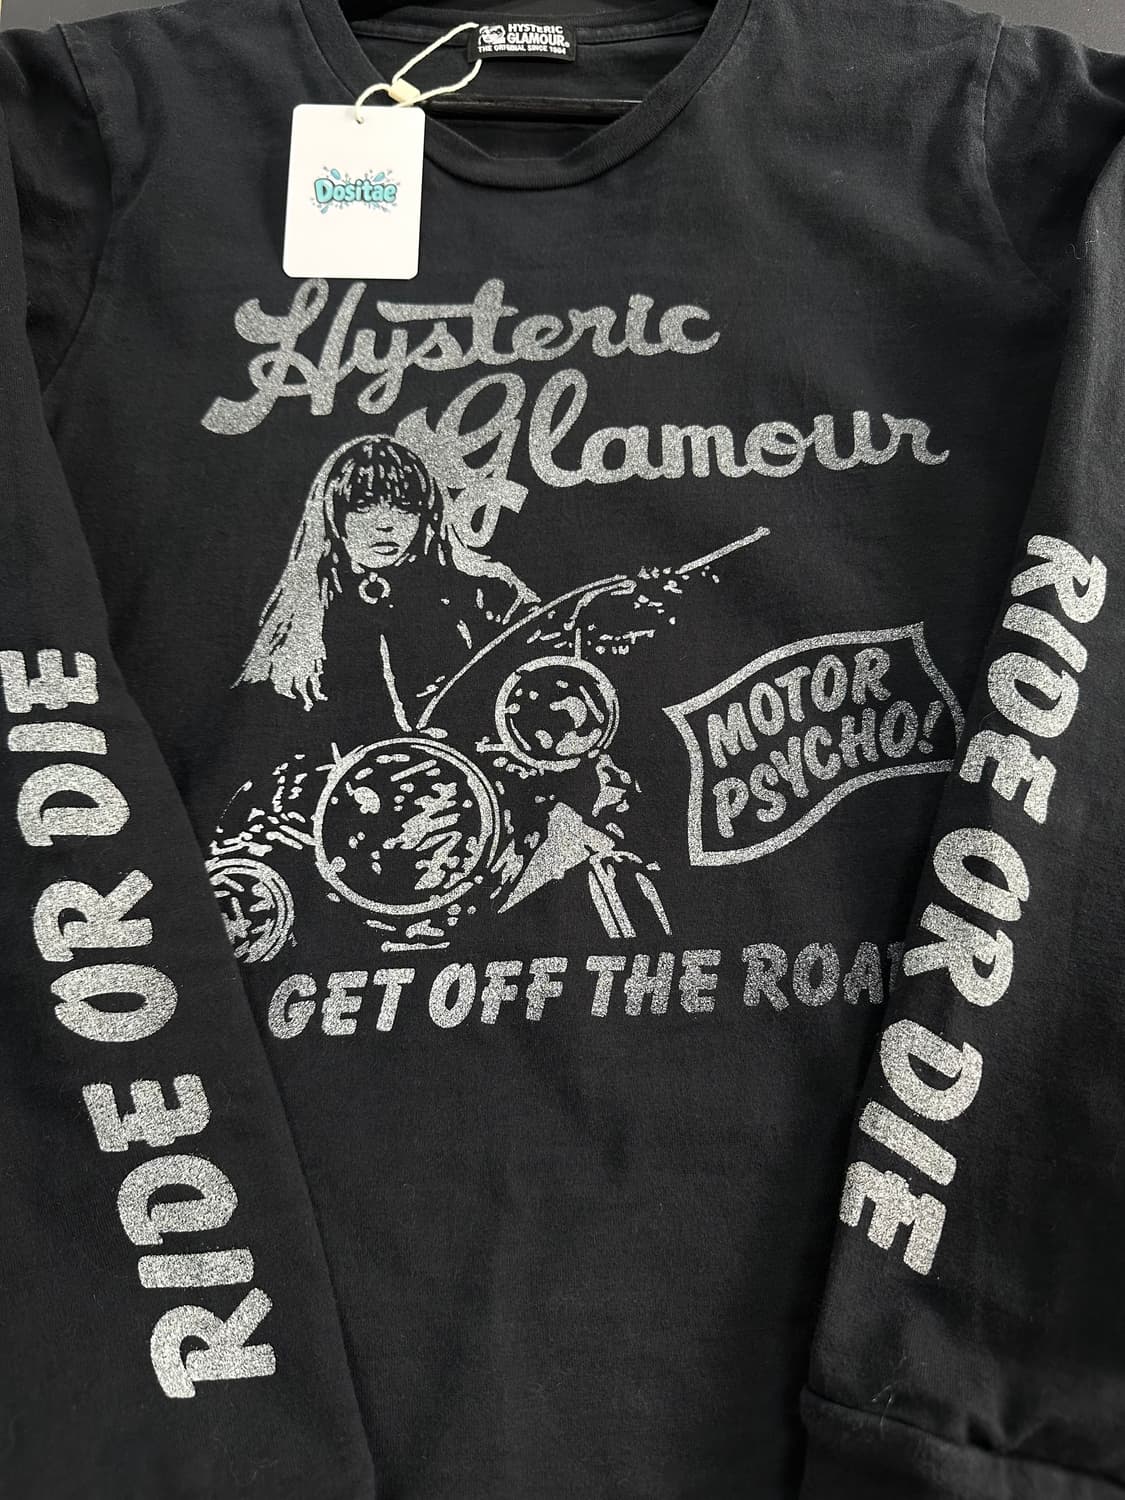 HYSTERIC
GLAMOUR
THE ORIGINAL SINCE 1984
Dositae
Hysteric
Glamour
MOTOR
PSYCHO!
GET OFF THE ROA
RIDE OR DIE
RIDE OR DIE